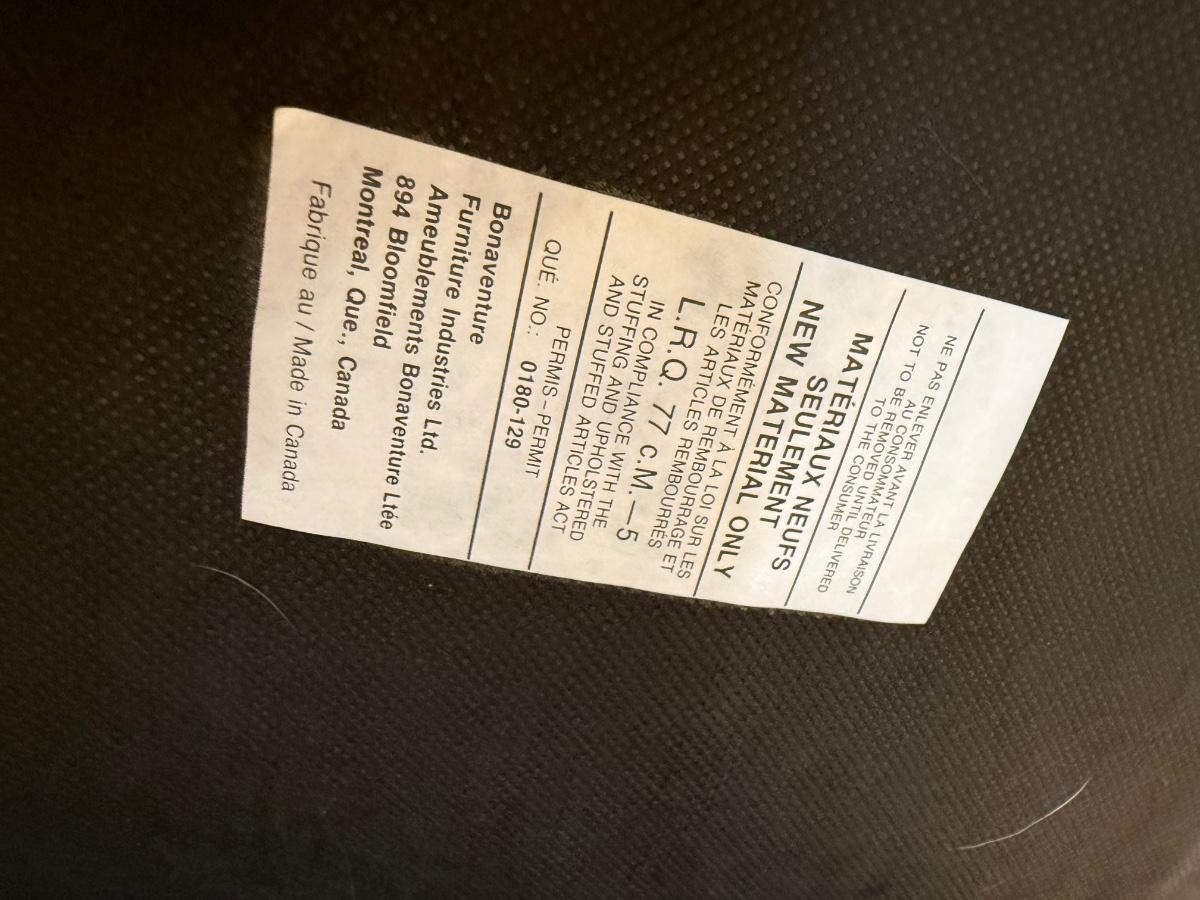 NE PAS ENLEVER AVANT LA LIVRAISON
AU CONSOMMATEUR
NOT TO BE REMOVED UNTIL DELIVERED
TO THE CONSUMER
MATÉRIAUX NEUFS
SEULEMENT
NEW MATERIAL ONLY
CONFORMÉMENT À LA LOI SUR LES
MATÉRIAUX DE REMBOURRAGE ET
LES ARTICLES REMBOURRÉS
L.R.Q. 77 C.M.—5
IN COMPLIANCE WITH THE
STUFFING AND UPHOLSTERED
AND STUFFED ARTICLES ACT
PERMIS–PERMIT
QUÉ. NO.: 0180-129
Bonaventure
Furniture Industries Ltd.
Ameublements Bonaventure Ltée
894 Bloomfield
Montreal, Que., Canada
Fabrique au / Made in Canada